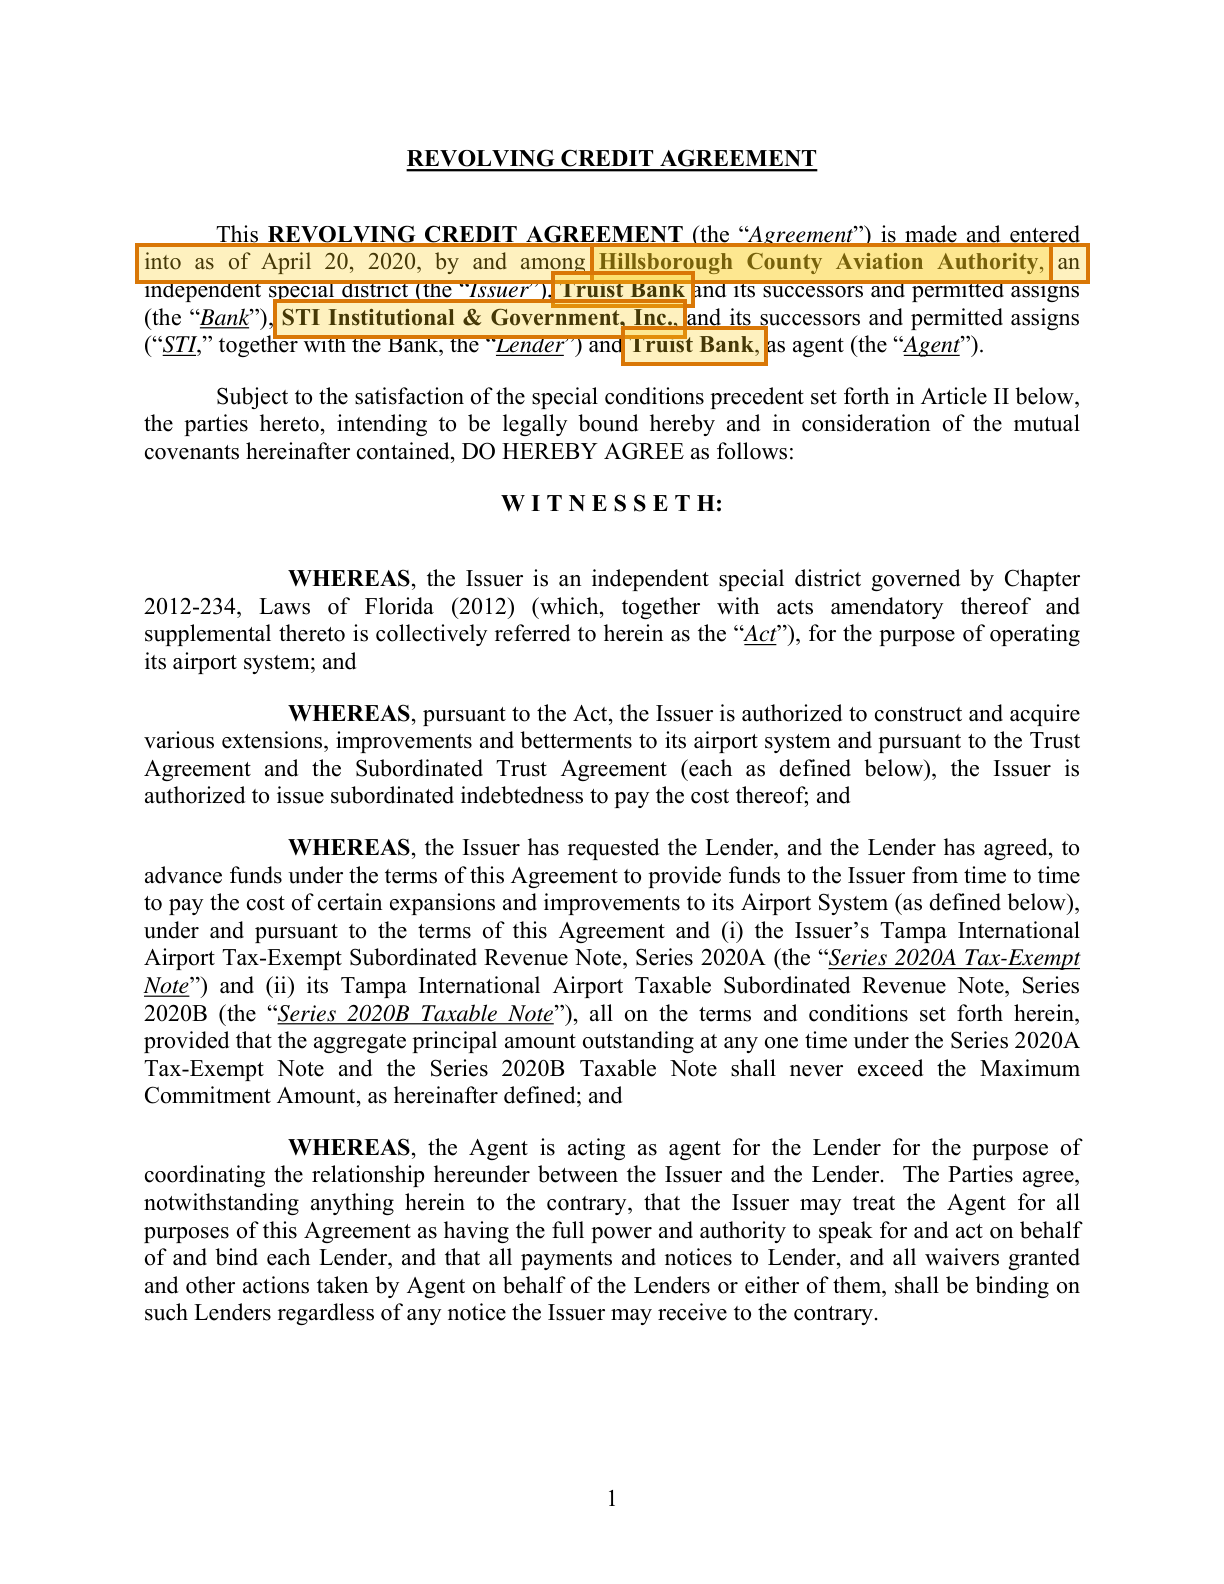 REVOLVING CREDIT AGREEMENT
This REVOLVING CREDIT AGREEMENT (the “Agreement”) is made and entered
into as of April 20, 2020, by and among Hillsborough County Aviation Authority, an
independent special district (the “Issuer”), Truist Bank and its successors and permitted assigns
(the “Bank”), STI Institutional & Government, Inc., and its successors and permitted assigns
(“STI,” together with the Bank, the “Lender”) and Truist Bank, as agent (the “Agent”).
Subject to the satisfaction of the special conditions precedent set forth in Article II below,
the parties hereto, intending to be legally bound hereby and in consideration of the mutual
covenants hereinafter contained, DO HEREBY AGREE as follows:
W I T N E S S E T H:
WHEREAS, the Issuer is an independent special district governed by Chapter
2012-234, Laws of Florida (2012) (which, together with acts amendatory thereof and
supplemental thereto is collectively referred to herein as the “Act”), for the purpose of operating
its airport system; and
WHEREAS, pursuant to the Act, the Issuer is authorized to construct and acquire
various extensions, improvements and betterments to its airport system and pursuant to the Trust
Agreement and the Subordinated Trust Agreement (each as defined below), the Issuer is
authorized to issue subordinated indebtedness to pay the cost thereof; and
WHEREAS, the Issuer has requested the Lender, and the Lender has agreed, to
advance funds under the terms of this Agreement to provide funds to the Issuer from time to time
to pay the cost of certain expansions and improvements to its Airport System (as defined below),
under and pursuant to the terms of this Agreement and (i) the Issuer’s Tampa International
Airport Tax-Exempt Subordinated Revenue Note, Series 2020A (the “Series 2020A Tax-Exempt
Note”) and (ii) its Tampa International Airport Taxable Subordinated Revenue Note, Series
2020B (the “Series 2020B Taxable Note”), all on the terms and conditions set forth herein,
provided that the aggregate principal amount outstanding at any one time under the Series 2020A
Tax-Exempt Note and the Series 2020B Taxable Note shall never exceed the Maximum
Commitment Amount, as hereinafter defined; and
WHEREAS, the Agent is acting as agent for the Lender for the purpose of
coordinating the relationship hereunder between the Issuer and the Lender. The Parties agree,
notwithstanding anything herein to the contrary, that the Issuer may treat the Agent for all
purposes of this Agreement as having the full power and authority to speak for and act on behalf
of and bind each Lender, and that all payments and notices to Lender, and all waivers granted
and other actions taken by Agent on behalf of the Lenders or either of them, shall be binding on
such Lenders regardless of any notice the Issuer may receive to the contrary.
1